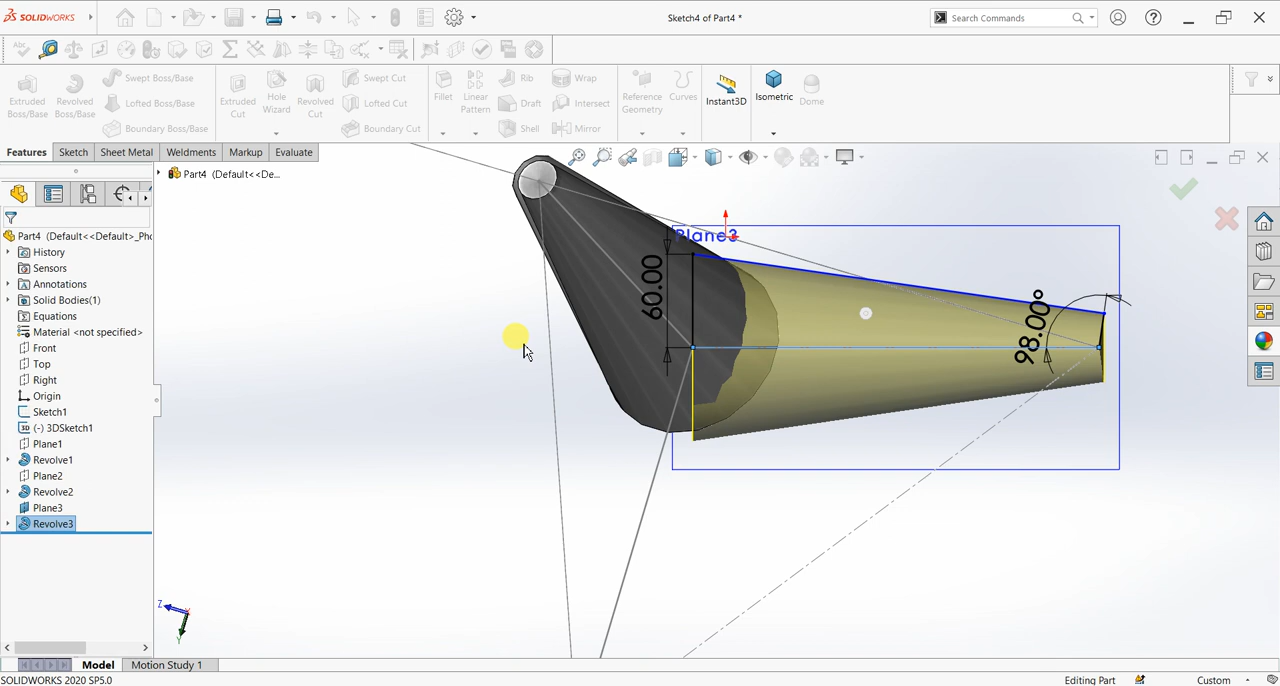 SOLIDWORKS
Sketch4 of Part4 *
Search Commands
Extruded Boss/Base
Revolved Boss/Base
Swept Boss/Base
Lofted Boss/Base
Boundary Boss/Base
Extruded Cut
Hole Wizard
Revolved Cut
Swept Cut
Lofted Cut
Boundary Cut
Fillet
Linear Pattern
Rib
Draft
Shell
Wrap
Intersect
Mirror
Reference Geometry
Curves
Instant3D
Isometric
Dome
Features
Sketch
Sheet Metal
Weldments
Markup
Evaluate
Part4 (Default<<De...
Part4 (Default<<Default>_Pho
History
Sensors
Annotations
Solid Bodies(1)
Equations
Material <not specified>
Front
Top
Right
Origin
Sketch1
3D (-) 3DSketch1
Plane1
Revolve1
Plane2
Revolve2
Plane3
Revolve3
Plane3
60.00
98.00°
Z
Y
Model
Motion Study 1
SOLIDWORKS 2020 SP5.0
Editing Part
Custom